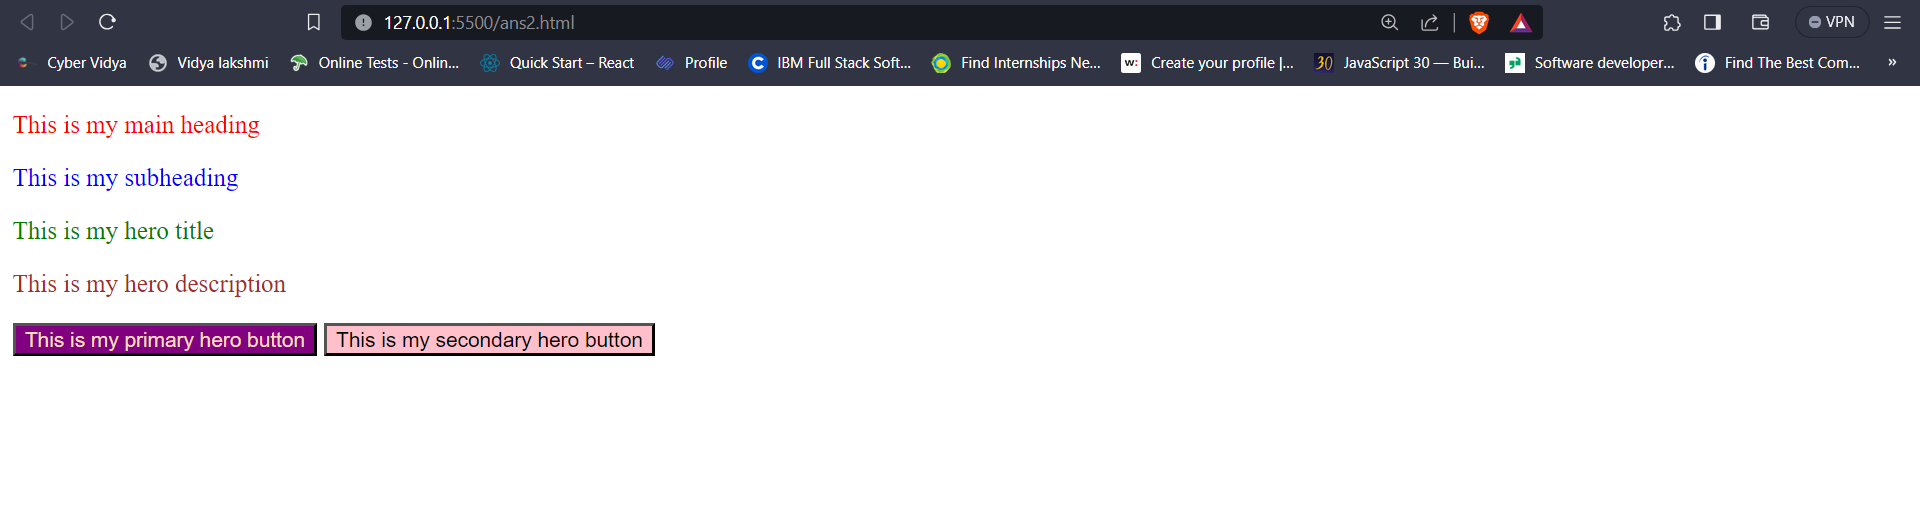 127.0.0.1:5500/ans2.html
VPN
Cyber Vidya Vidya lakshmi Online Tests - Onlin... Quick Start – React Profile IBM Full Stack Soft... Find Internships Ne... w: Create your profile |... 30 JavaScript 30 — Bui... Software developer... Find The Best Com... »
This is my main heading
This is my subheading
This is my hero title
This is my hero description
This is my primary hero button This is my secondary hero button